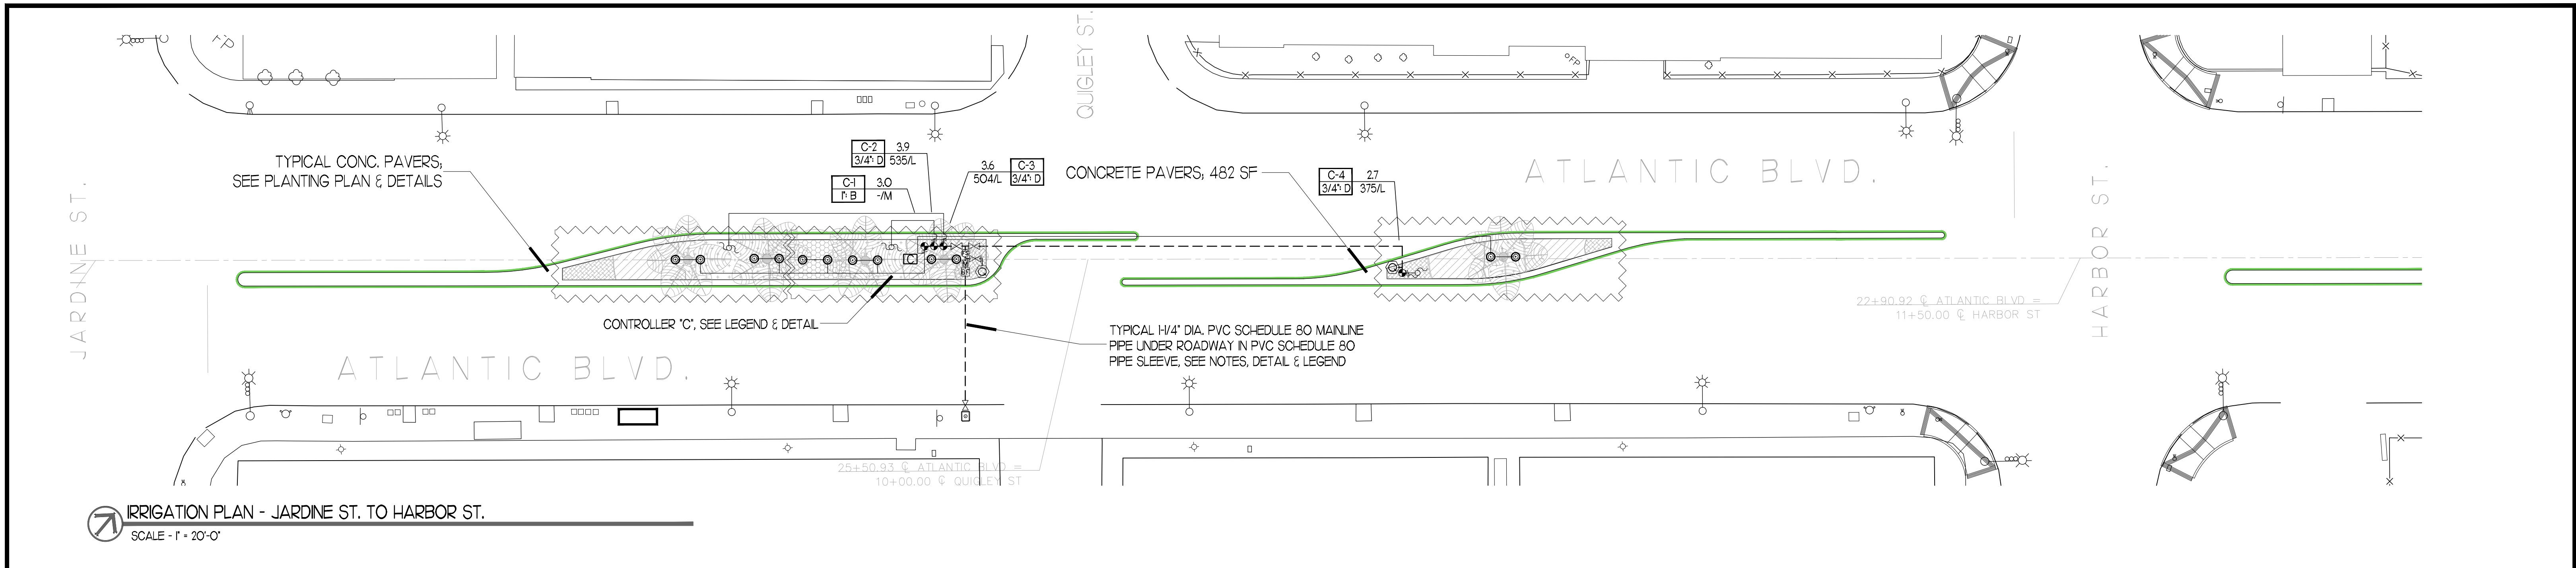 QUIGLEY ST.
TYPICAL CONC. PAVERS,
SEE PLANTING PLAN & DETAILS
C-2 3.9
3/4": D 535/L
C-1 3.0
1": B -/M
3.6 C-3
504/L 3/4": D
CONCRETE PAVERS; 482 SF
C-4 2.7
3/4": D 375/L
ATLANTIC BLVD.
JARDINE ST.
HARBOR ST.
C
CONTROLLER "C", SEE LEGEND & DETAIL
TYPICAL 1-1/4" DIA. PVC SCHEDULE 80 MAINLINE
PIPE UNDER ROADWAY IN PVC SCHEDULE 80
PIPE SLEEVE, SEE NOTES, DETAIL & LEGEND
22+90.92 ℄ ATLANTIC BLVD =
11+50.00 ℄ HARBOR ST
ATLANTIC BLVD.
25+50.93 ℄ ATLANTIC BLVD =
10+00.00 ℄ QUIGLEY ST
IRRIGATION PLAN - JARDINE ST. TO HARBOR ST.
SCALE - 1" = 20'-0"